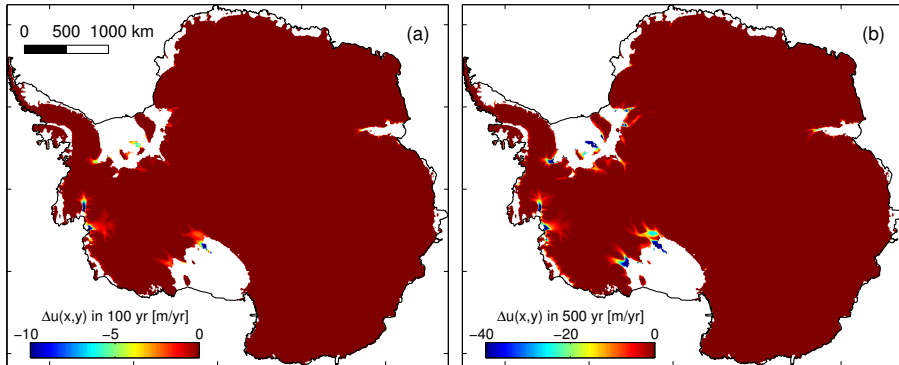 0 500 1000 km
(a)
Δu(x,y) in 100 yr [m/yr]
−10 −5 0
(b)
Δu(x,y) in 500 yr [m/yr]
−40 −20 0